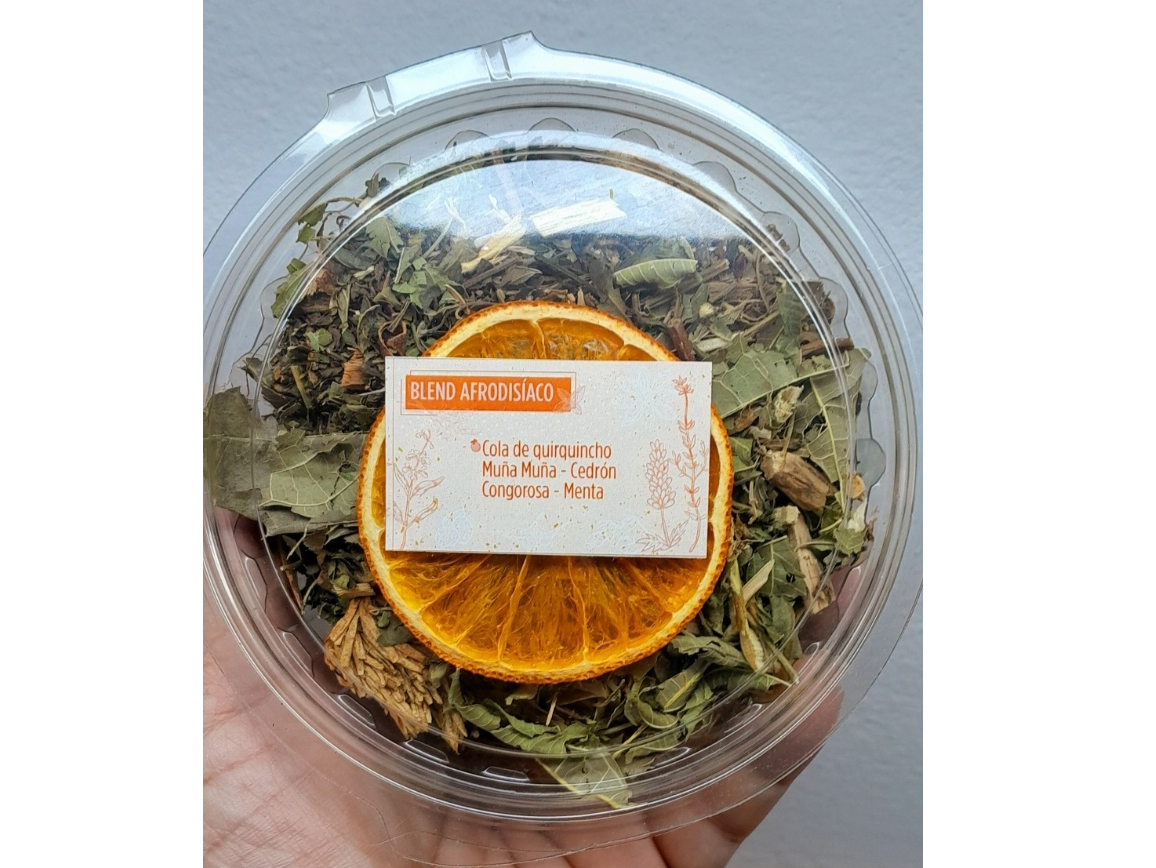 BLEND AFRODISÍACO
Cola de quirquincho
Muña Muña - Cedrón
Congorosa - Menta